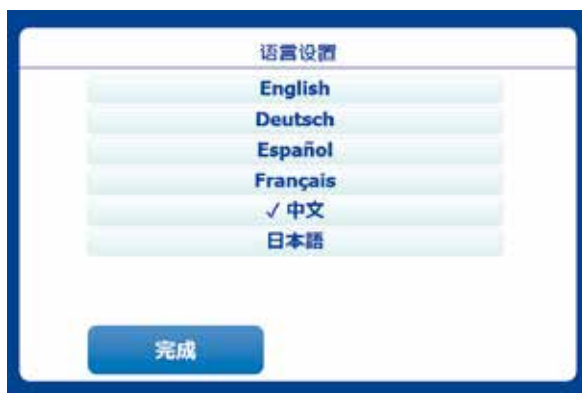 语言设置
English
Deutsch
Español
Français
✓ 中文
日本語
完成